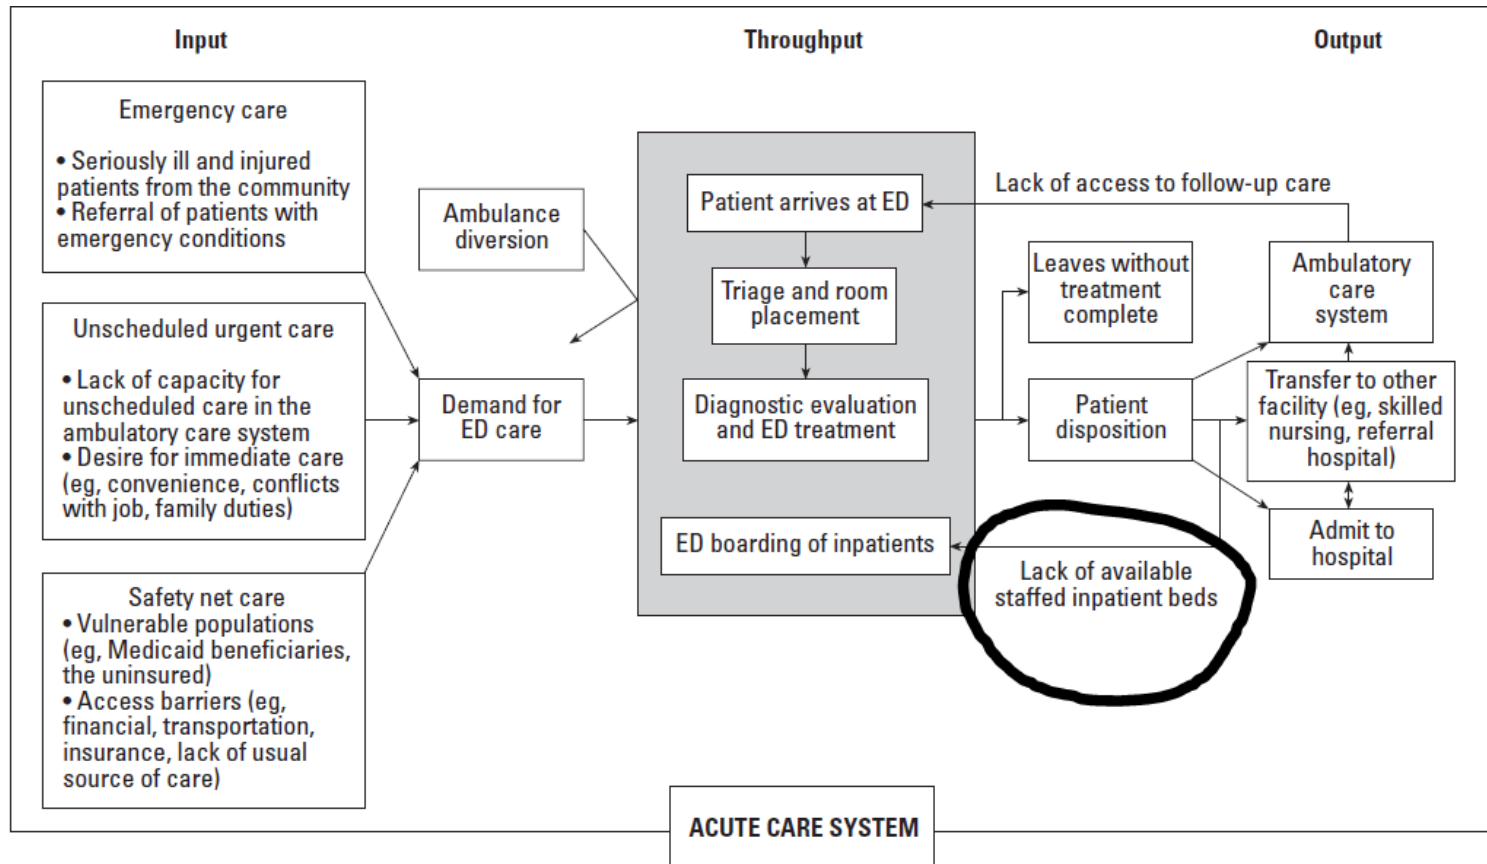 Input
Throughput
Output
Emergency care
• Seriously ill and injured
patients from the community
• Referral of patients with
emergency conditions
Unscheduled urgent care
• Lack of capacity for
unscheduled care in the
ambulatory care system
• Desire for immediate care
(eg, convenience, conflicts
with job, family duties)
Safety net care
• Vulnerable populations
(eg, Medicaid beneficiaries,
the uninsured)
• Access barriers (eg,
financial, transportation,
insurance, lack of usual
source of care)
Ambulance
diversion
Demand for
ED care
Patient arrives at ED
Triage and room
placement
Diagnostic evaluation
and ED treatment
ED boarding of inpatients
Lack of access to follow-up care
Leaves without
treatment
complete
Patient
disposition
Lack of available
staffed inpatient beds
Ambulatory
care
system
Transfer to other
facility (eg, skilled
nursing, referral
hospital)
Admit to
hospital
ACUTE CARE SYSTEM